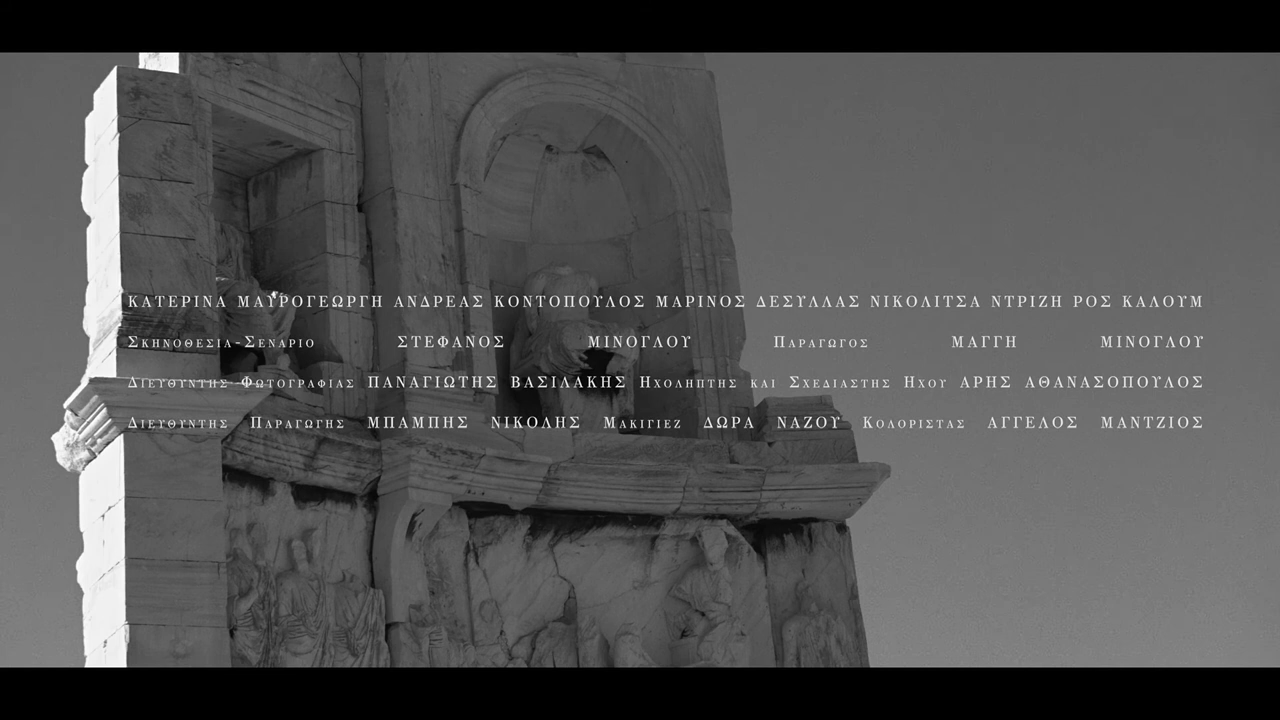 ΚΑΤΕΡΙΝΑ ΜΑΥΡΟΓΕΩΡΓΗ ΑΝΔΡΕΑΣ ΚΟΝΤΟΠΟΥΛΟΣ ΜΑΡΙΝΟΣ ΔΕΣΥΛΛΑΣ ΝΙΚΟΛΙΤΣΑ ΝΤΡΙΖΗ ΡΟΣ ΚΑΛΟΥΜ
Σκηνοθεσια-Σεναριο ΣΤΕΦΑΝΟΣ ΜΙΝΟΓΛΟΥ Παραγωγος ΜΑΓΓΗ ΜΙΝΟΓΛΟΥ
Διευθυντης Φωτογραφιας ΠΑΝΑΓΙΩΤΗΣ ΒΑΣΙΛΑΚΗΣ Ηχοληπτης και Σχεδιαστης Ηχου ΑΡΗΣ ΑΘΑΝΑΣΟΠΟΥΛΟΣ
Διευθυντης Παραγωγης ΜΠΑΜΠΗΣ ΝΙΚΟΛΗΣ Μακιγιεζ ΔΩΡΑ ΝΑΖΟΥ Κολοριστας ΑΓΓΕΛΟΣ ΜΑΝΤΖΙΟΣ